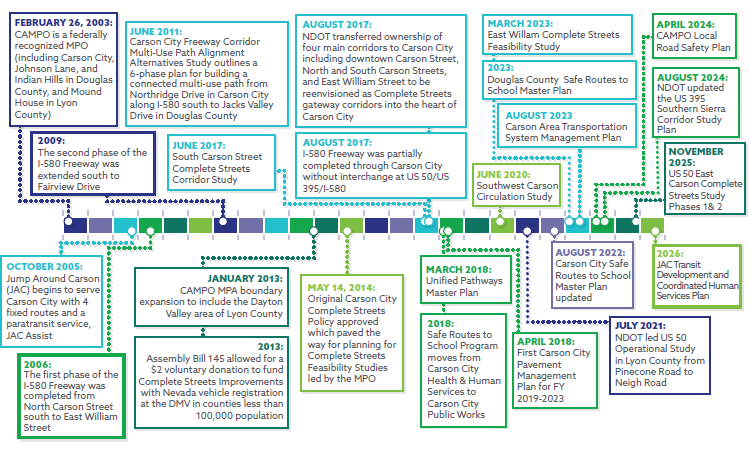 FEBRUARY 26, 2003:
CAMPO is a federally
recognized MPO
(including Carson City,
Johnson Lane, and
Indian Hills in Douglas
County, and Mound
House in Lyon
County)
JUNE 2011:
Carson City Freeway Corridor
Multi-Use Path Alignment
Alternatives Study outlines a
6-phase plan for building a
connected multi-use path from
Northridge Drive in Carson City
along I-580 south to Jacks Valley
Drive in Douglas County
AUGUST 2017:
NDOT transferred ownership of
four main corridors to Carson City
including downtown Carson Street,
North and South Carson Streets,
and East William Street to be
reenvisioned as Complete Streets
gateway corridors into the heart of
Carson City
MARCH 2023:
East Willam Complete Streets
Feasibility Study
2023:
Douglas County Safe Routes to
School Master Plan
AUGUST 2023
Carson Area Transportation
System Management Plan
APRIL 2024:
CAMPO Local
Road Safety Plan
AUGUST 2024:
NDOT updated
the US 395
Southern Sierra
Corridor Study
Plan
2009:
The second phase of the
I-580 Freeway was
extended south to
Fairview Drive
JUNE 2017:
South Carson Street
Complete Streets
Corridor Study
AUGUST 2017:
I-580 Freeway was partially
completed through Carson City
without interchange at US 50/US
395/I-580
JUNE 2020:
Southwest Carson
Circulation Study
NOVEMBER
2025:
US 50 East
Carson Complete
Streets Study
Phases 1& 2
OCTOBER 2005:
Jump Around Carson
(JAC) begins to serve
Carson City with 4
fixed routes and a
paratransit service,
JAC Assist
JANUARY 2013:
CAMPO MPA boundary
expansion to include the Dayton
Valley area of Lyon County
MAY 14, 2014:
Original Carson City
Complete Streets
Policy approved
which paved the
way for planning for
Complete Streets
Feasibility Studies
led by the MPO
MARCH 2018:
Unified Pathways
Master Plan
AUGUST 2022:
Carson City Safe
Routes to School
Master Plan
updated
2026:
JAC Transit
Development and
Coordinated Human
Services Plan
2006:
The first phase of the
I-580 Freeway was
completed from
North Carson Street
south to East William
Street
2013:
Assembly Bill 145 allowed for a
$2 voluntary donation to fund
Complete Streets Improvements
with Nevada vehicle registration
at the DMV in counties less than
100,000 population
2018:
Safe Routes to
School Program
moves from
Carson City
Health & Human
Services to
Carson City
Public Works
APRIL 2018:
First Carson City
Pavement
Management
Plan for FY
2019-2023
JULY 2021:
NDOT led US 50
Operational Study
in Lyon County from
Pinecone Road to
Neigh Road